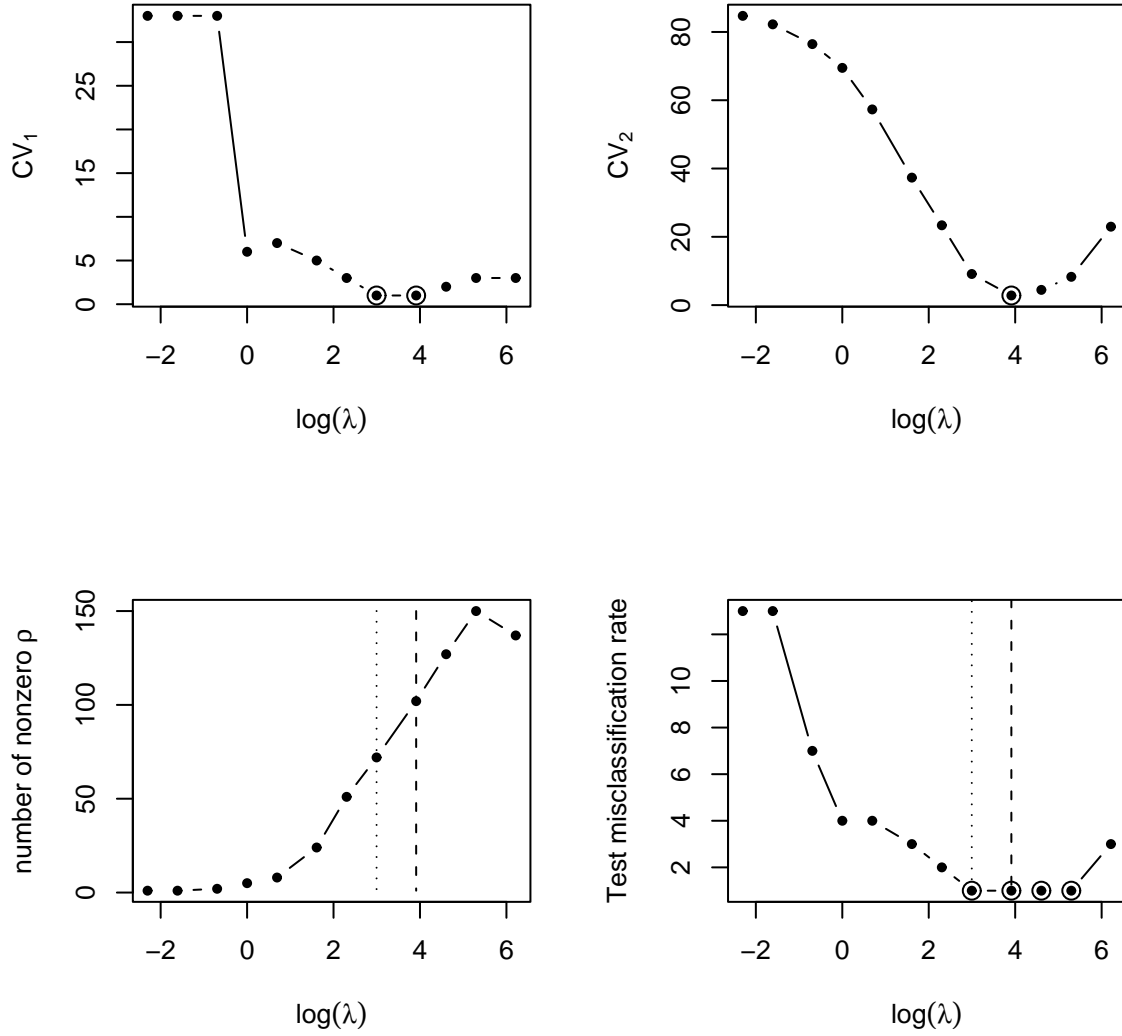 CV1
5
15
25
−2 0 2 4 6
log(λ)
CV2
0
20
40
60
80
−2 0 2 4 6
log(λ)
number of nonzero ρ
0
50
100
150
−2 0 2 4 6
log(λ)
Test misclassification rate
2
4
6
8
10
−2 0 2 4 6
log(λ)